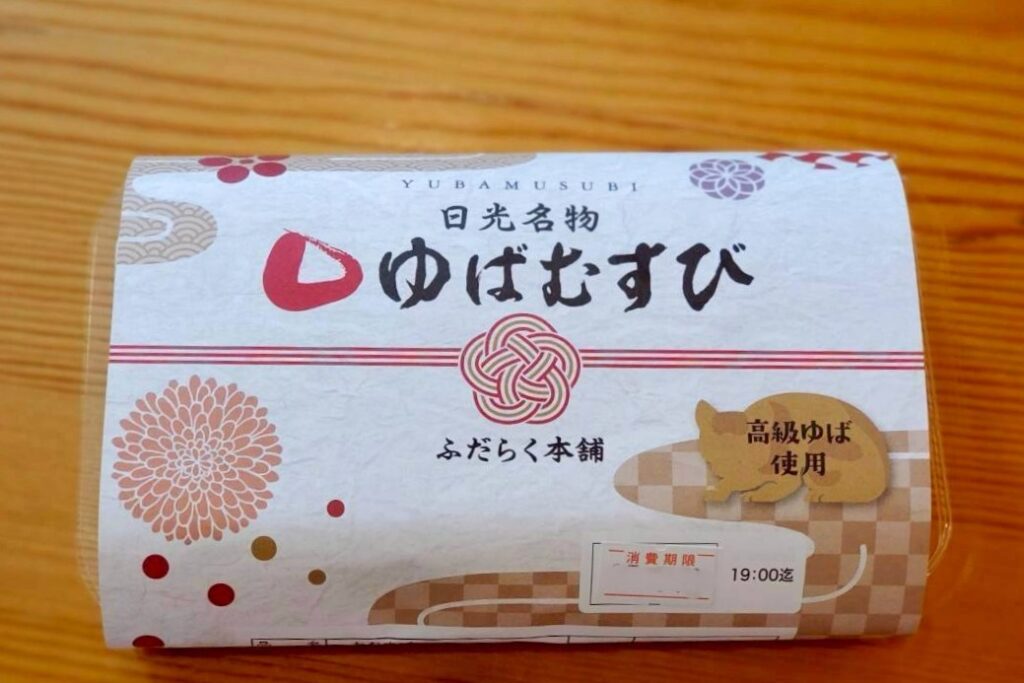 YUBAMUSUBI
日光名物
ゆばむすび
ふだらく本舗
高級ゆば
使用
消費期限
19:00迄